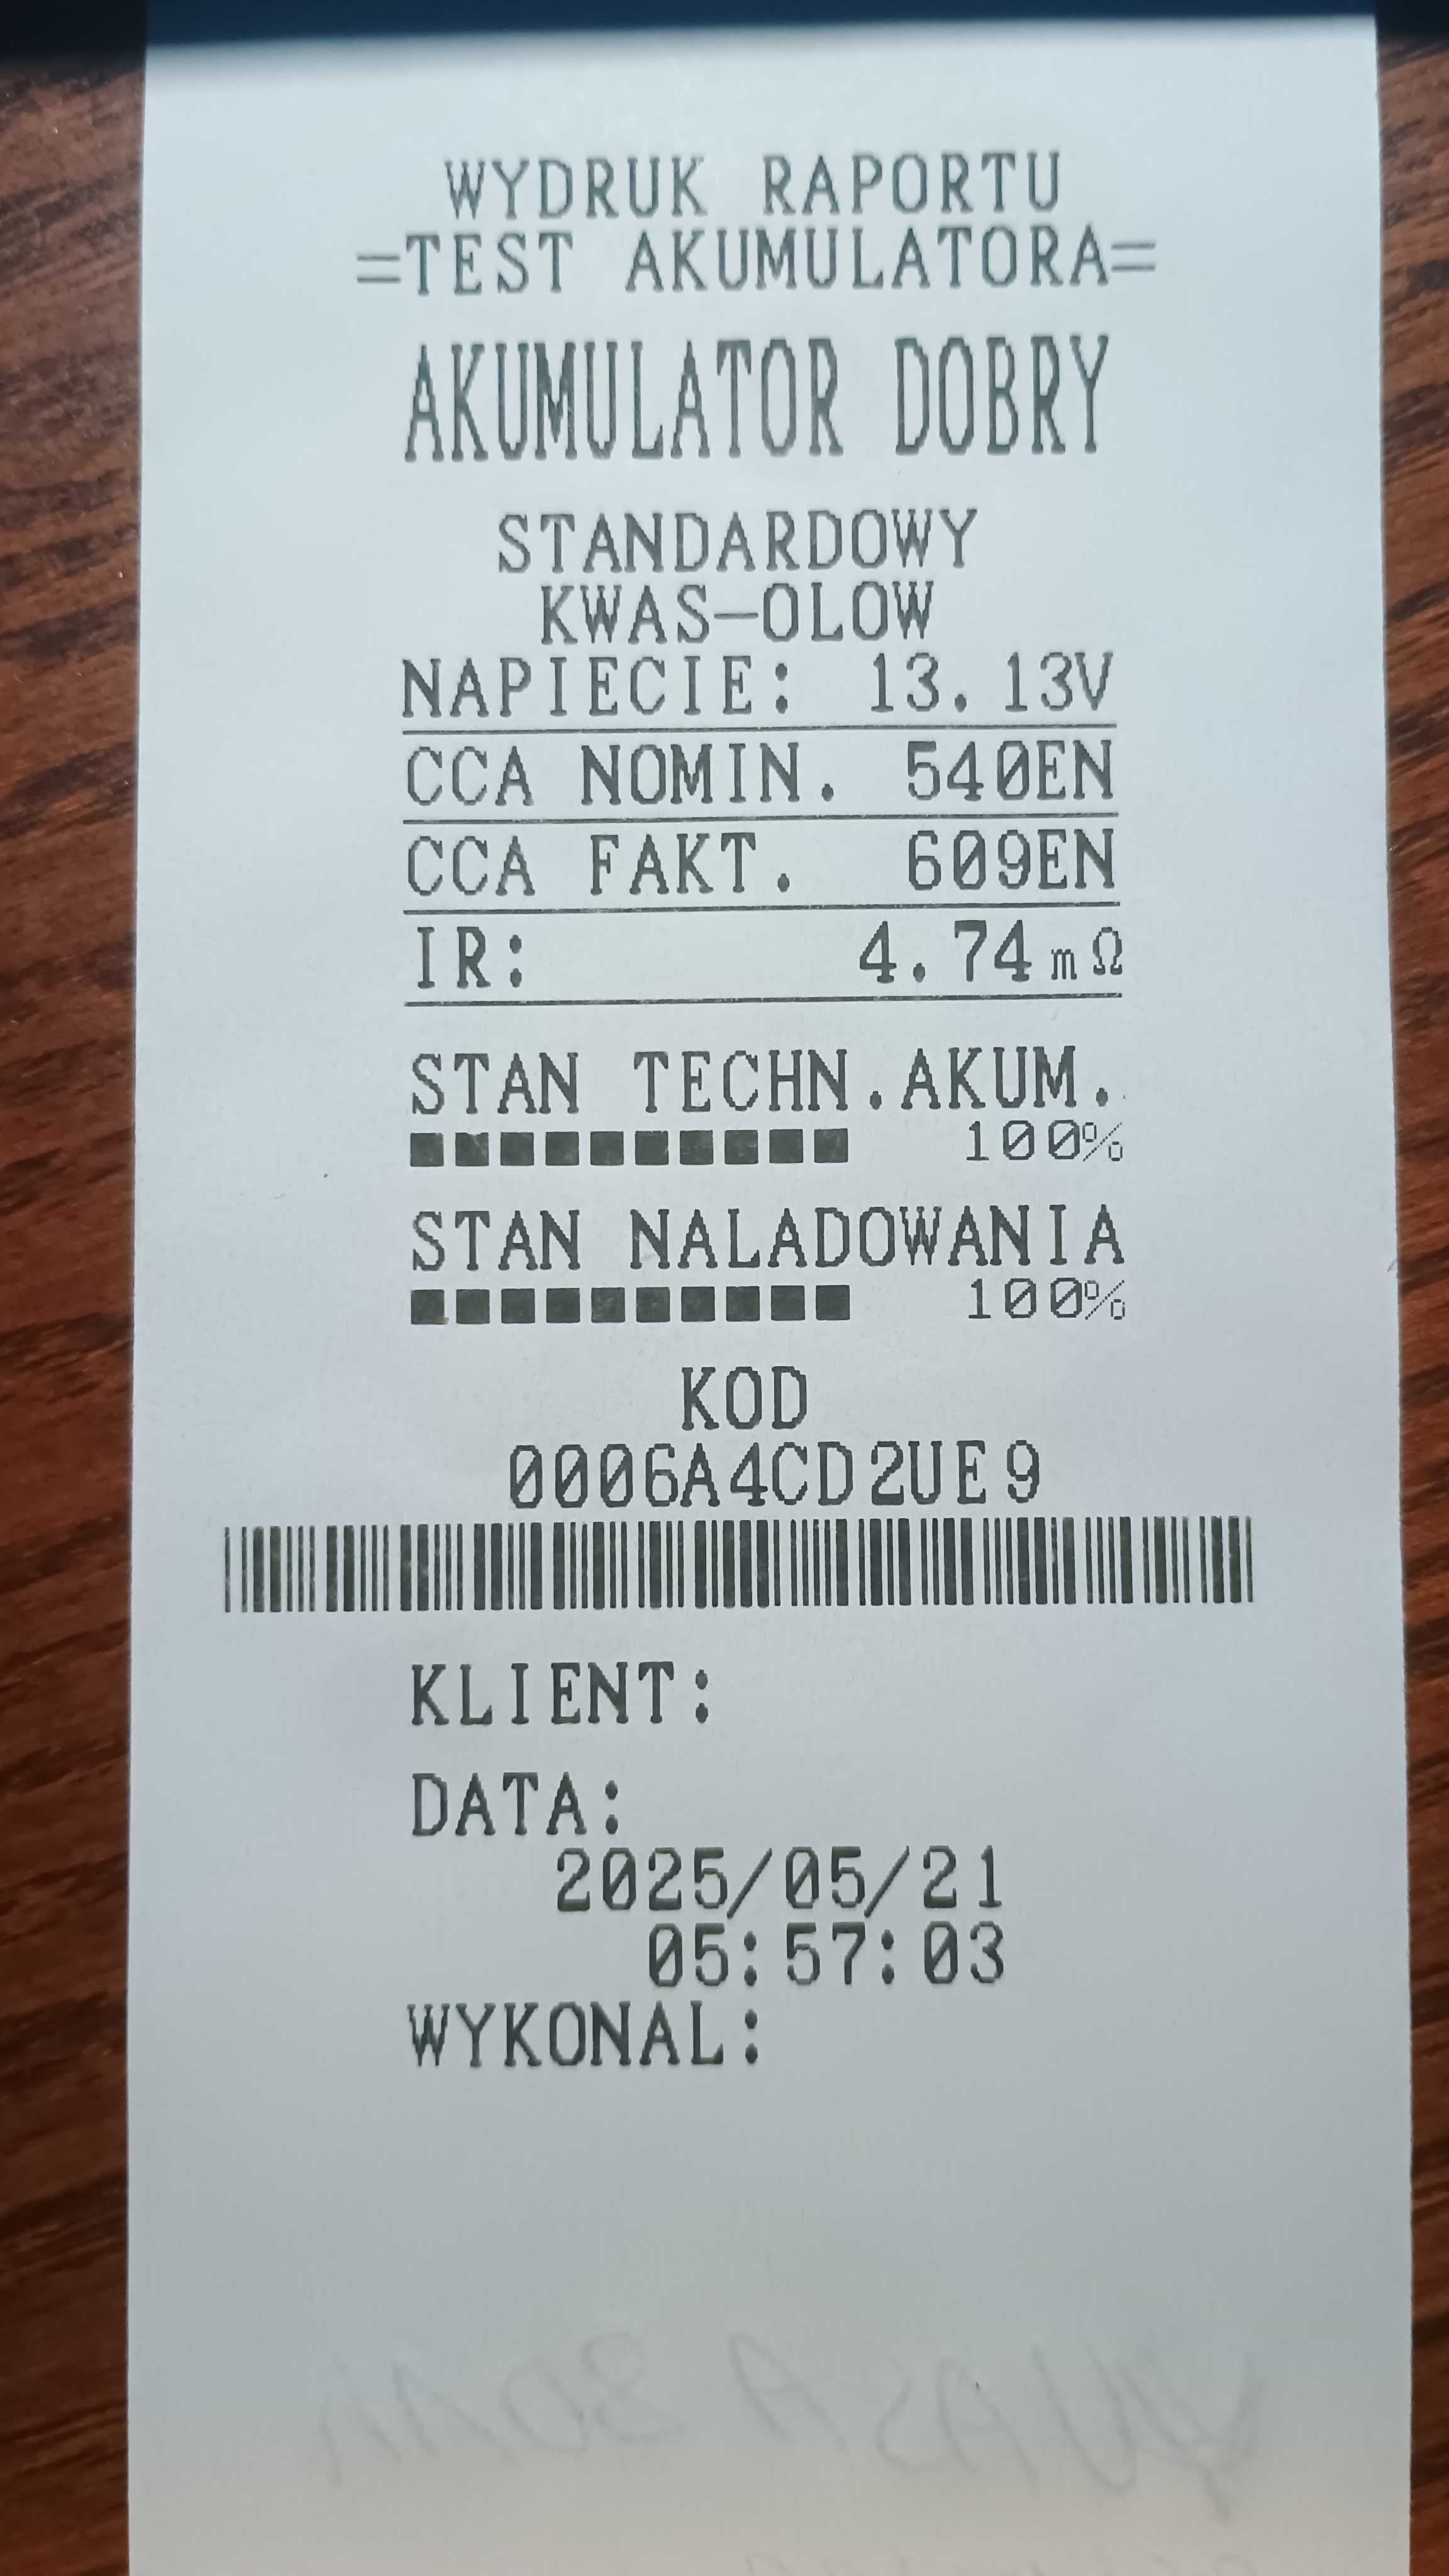 WYDRUK RAPORTU
=TEST AKUMULATORA=
AKUMULATOR DOBRY
STANDARDOWY
KWAS-OLOW
NAPIECIE: 13.13V
CCA NOMIN. 540EN
CCA FAKT. 609EN
IR: 4.74mΩ
STAN TECHN.AKUM.
100%
STAN NALADOWANIA
100%
KOD
0006A4CD2UE9
KLIENT:
DATA:
2025/05/21
05:57:03
WYKONAL: